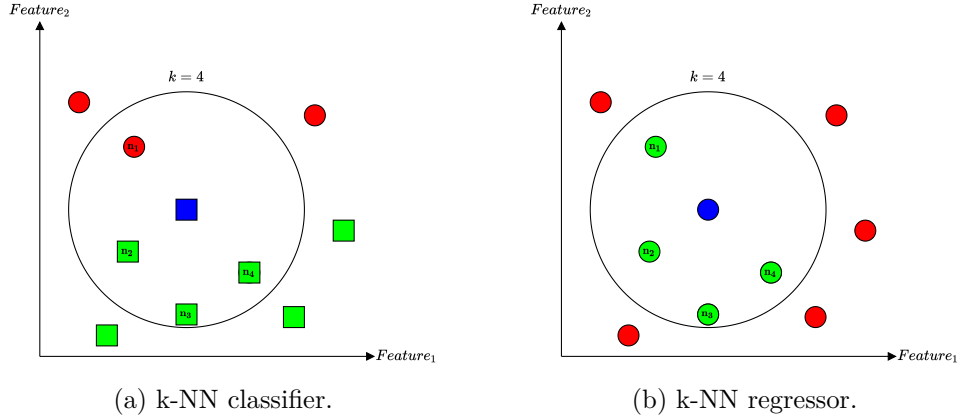 Feature₂
k = 4
n₁
n₂
n₄
n₃
Feature₁
(a) k-NN classifier.
Feature₂
k = 4
n₁
n₂
n₄
n₃
Feature₁
(b) k-NN regressor.